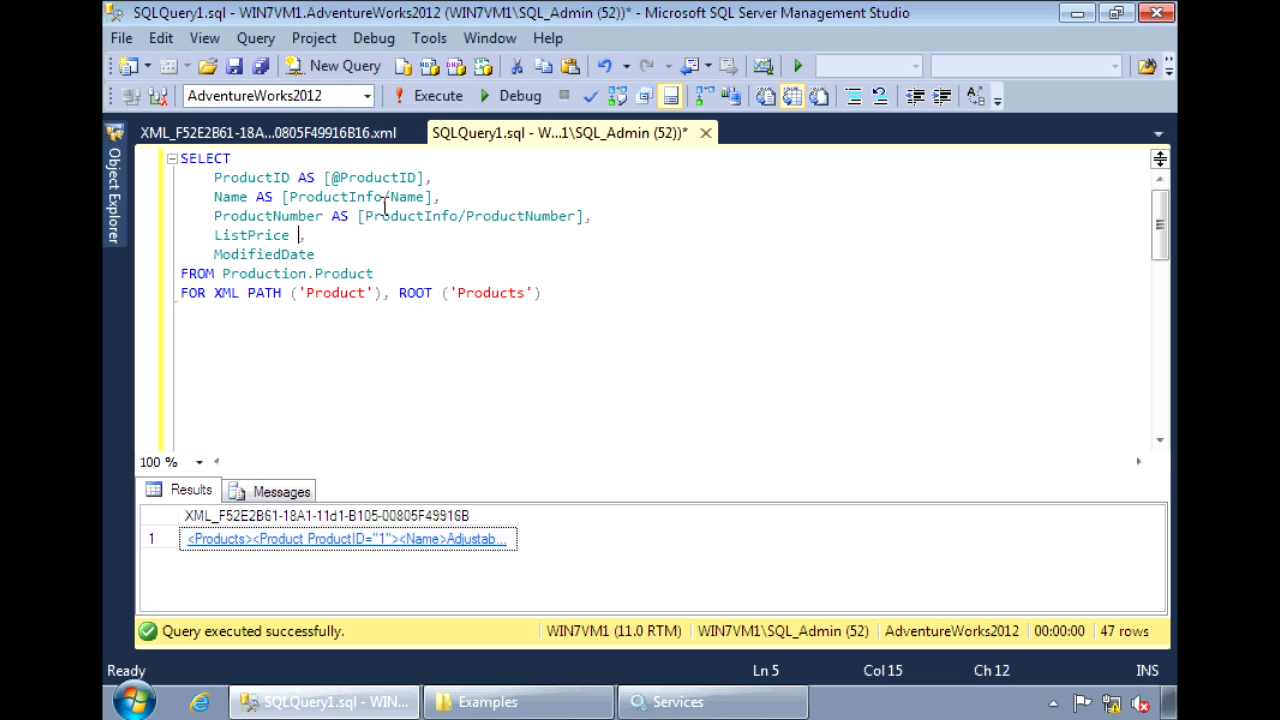 SQLQuery1.sql - WIN7VM1.AdventureWorks2012 (WIN7VM1\SQL_Admin (52))* - Microsoft SQL Server Management Studio
File Edit View Query Project Debug Tools Window Help
New Query
AdventureWorks2012 Execute Debug
XML_F52E2B61-18A...0805F49916B16.xml SQLQuery1.sql - W...1\SQL_Admin (52))*
Object Explorer
SELECT
ProductID AS [@ProductID],
Name AS [ProductInfo/Name],
ProductNumber AS [ProductInfo/ProductNumber],
ListPrice ,
ModifiedDate
FROM Production.Product
FOR XML PATH ('Product'), ROOT ('Products')
100 %
Results Messages
XML_F52E2B61-18A1-11d1-B105-00805F49916B
1 <Products><Product ProductID="1"><Name>Adjustab...
Query executed successfully. WIN7VM1 (11.0 RTM) WIN7VM1\SQL_Admin (52) AdventureWorks2012 00:00:00 47 rows
Ready Ln 5 Col 15 Ch 12 INS
SQLQuery1.sql - WIN... Examples Services